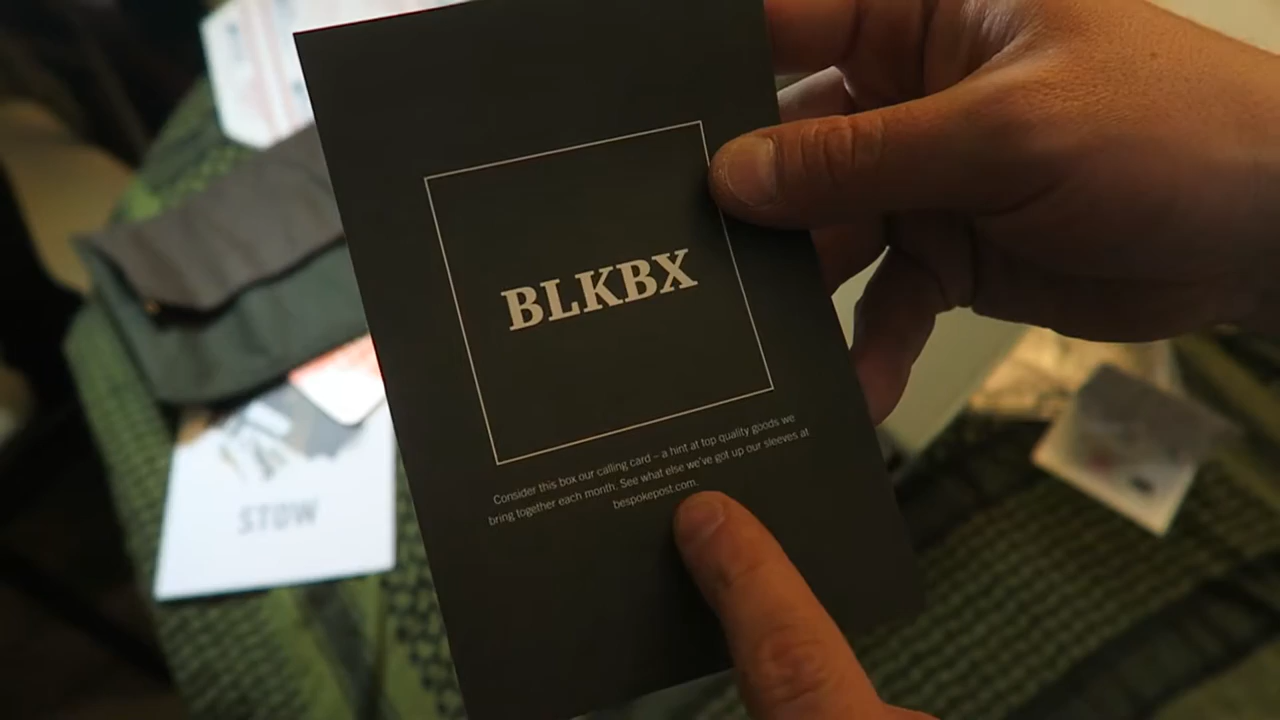 BLKBX
Consider this box our calling card – a hint at top quality goods we
bring together each month. See what else we've got up our sleeves at
bespokepost.com.
STOW